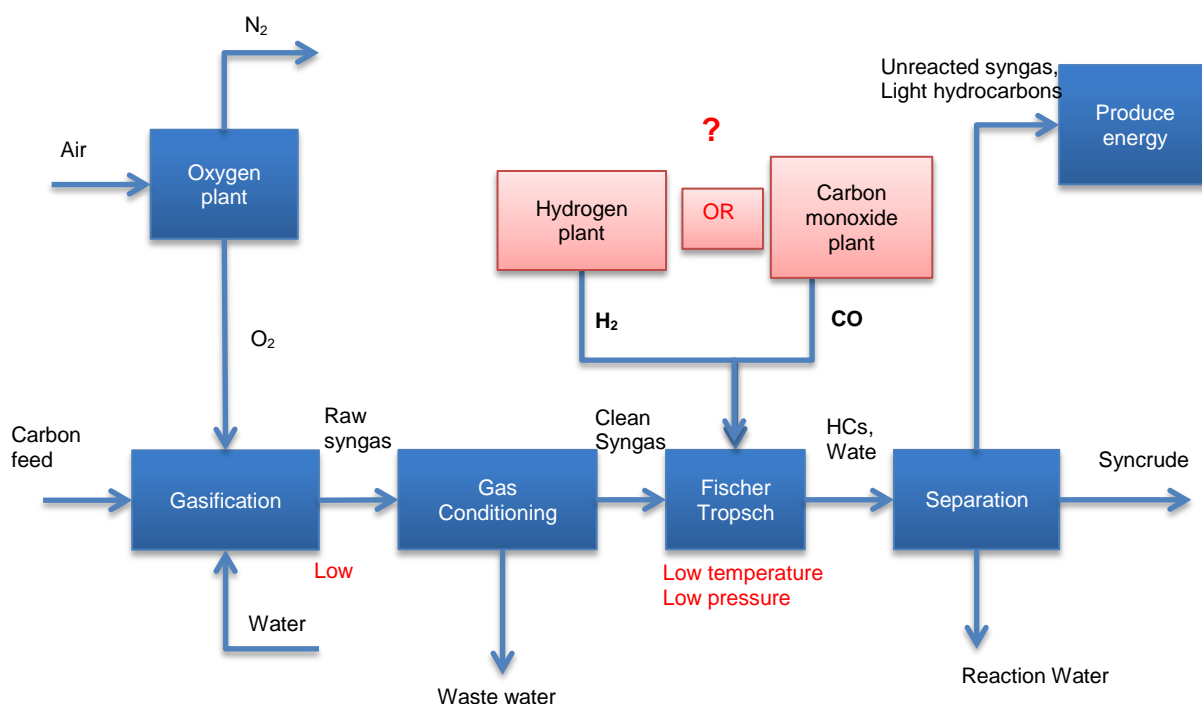 N₂
Unreacted syngas,
Light hydrocarbons
Produce
energy
?
Air
Oxygen
plant
Hydrogen
plant
OR
Carbon
monoxide
plant
H₂
CO
O₂
Carbon
feed
Raw
syngas
Clean
Syngas
HCs,
Wate
Syncrude
Gasification
Gas
Conditioning
Fischer
Tropsch
Separation
Low
Low temperature
Low pressure
Water
Waste water
Reaction Water